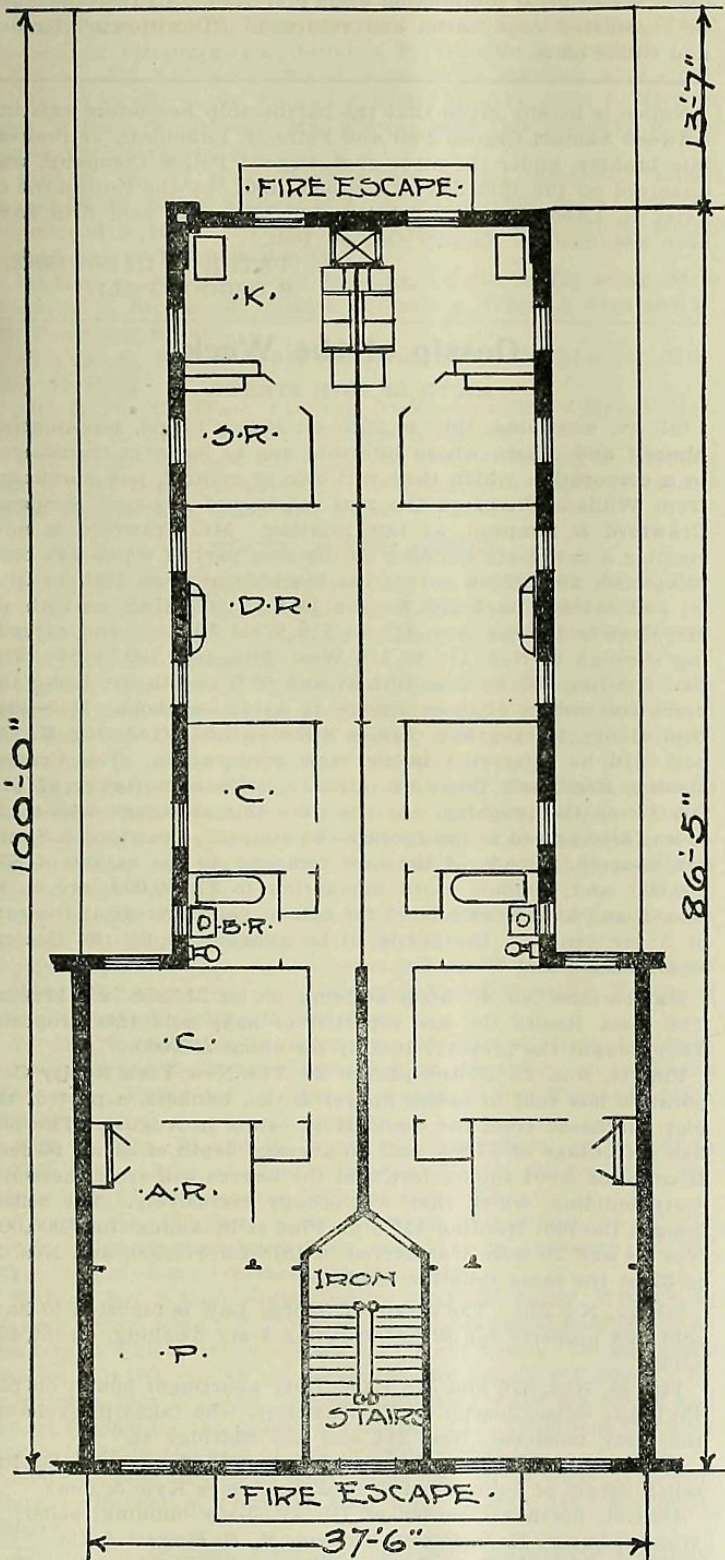 13'-7"
·FIRE ESCAPE·
·K·
·S·R·
·D·R·
100'-0"
86'-5"
·C·
·B·R·
·C·
·A·R·
IRON
·P·
STAIRS
·FIRE ESCAPE·
37'-6"